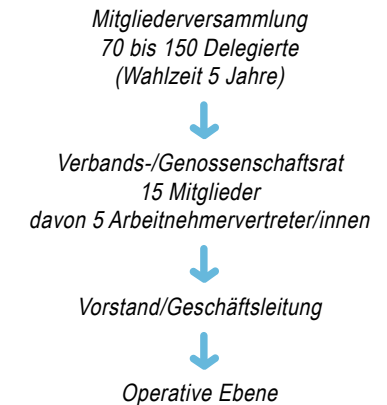 Mitgliederversammlung
70 bis 150 Delegierte
(Wahlzeit 5 Jahre)
Verbands-/Genossenschaftsrat
15 Mitglieder
davon 5 Arbeitnehmervertreter/innen
Vorstand/Geschäftsleitung
Operative Ebene